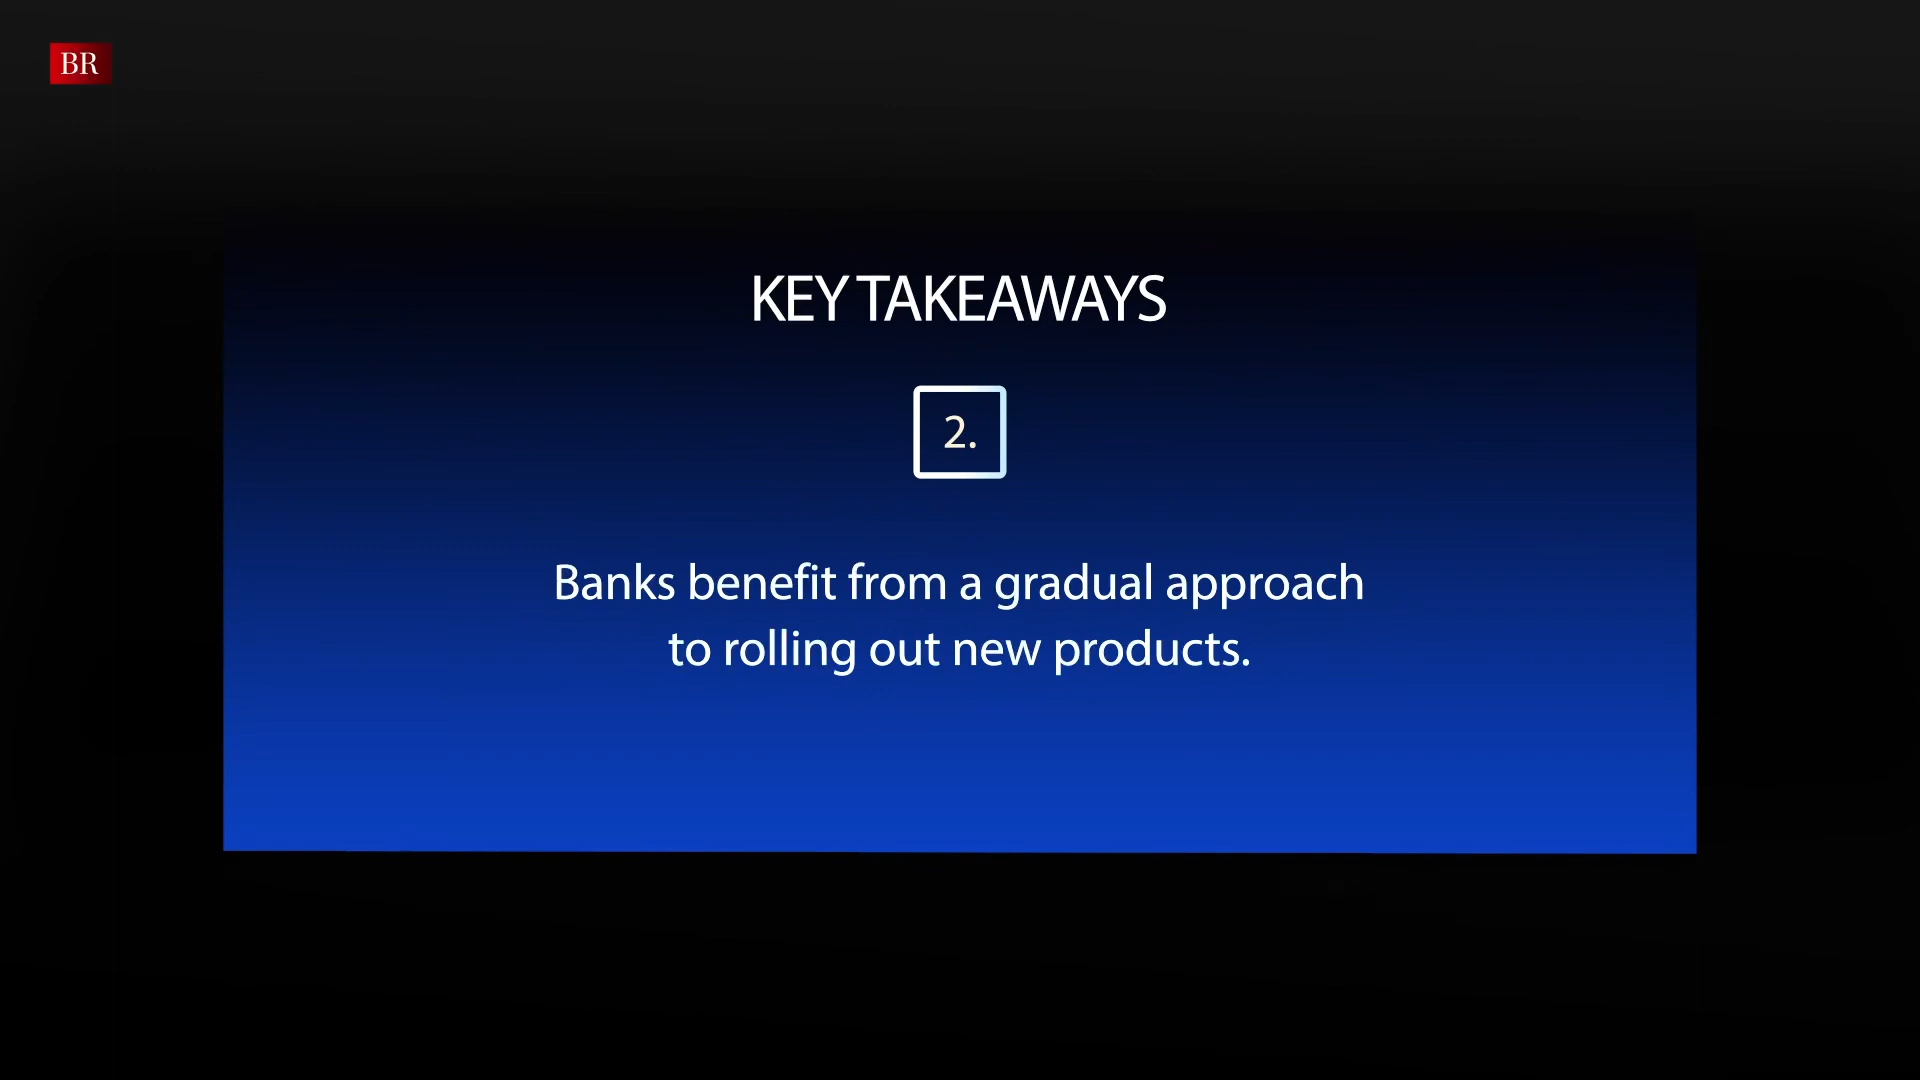 BR
KEY TAKEAWAYS
2.
Banks benefit from a gradual approach
to rolling out new products.